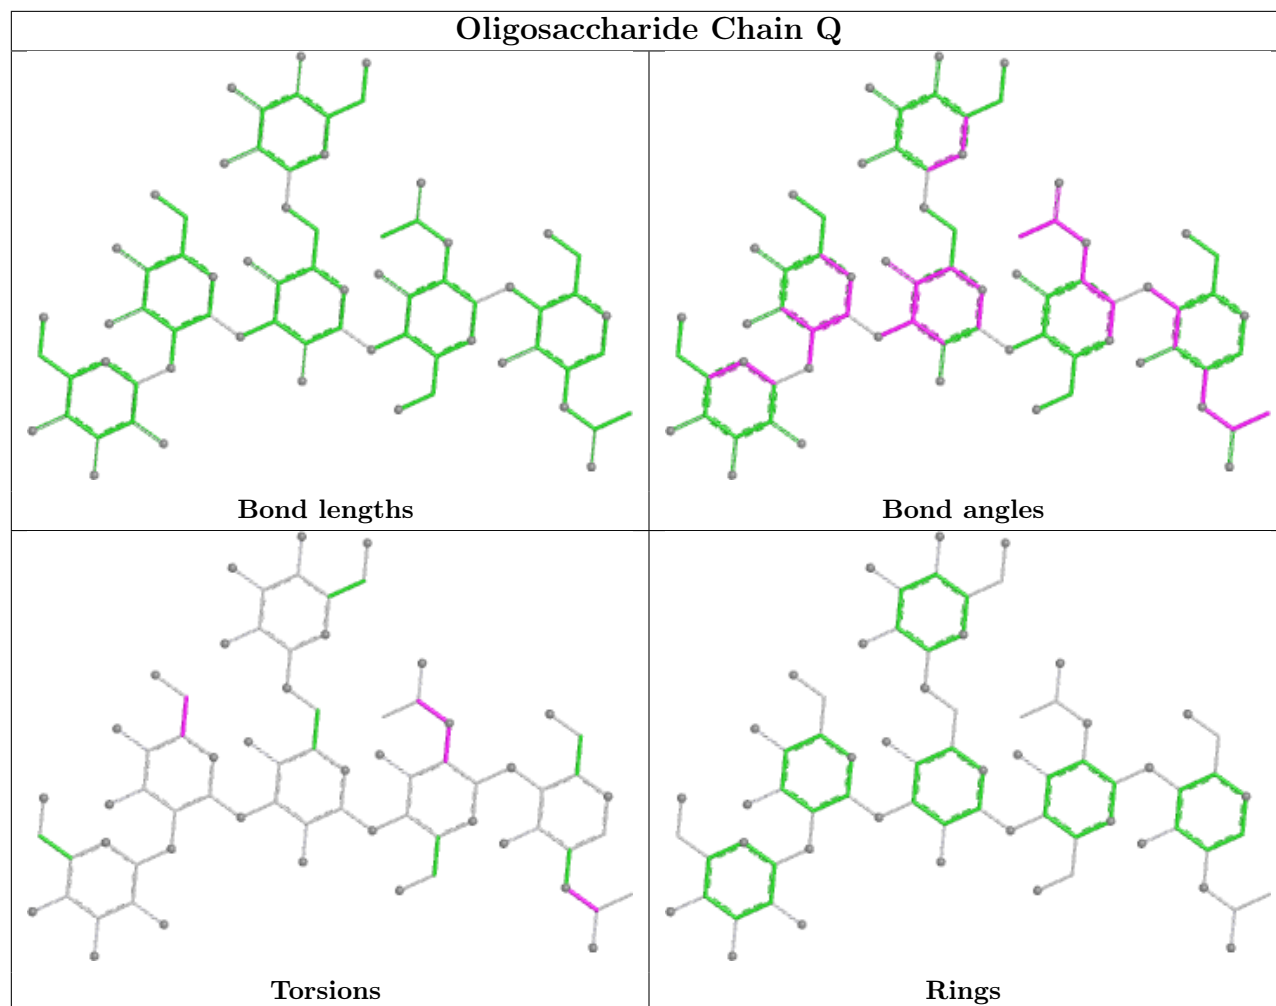 Oligosaccharide Chain Q
Bond lengths
Bond angles
Torsions
Rings